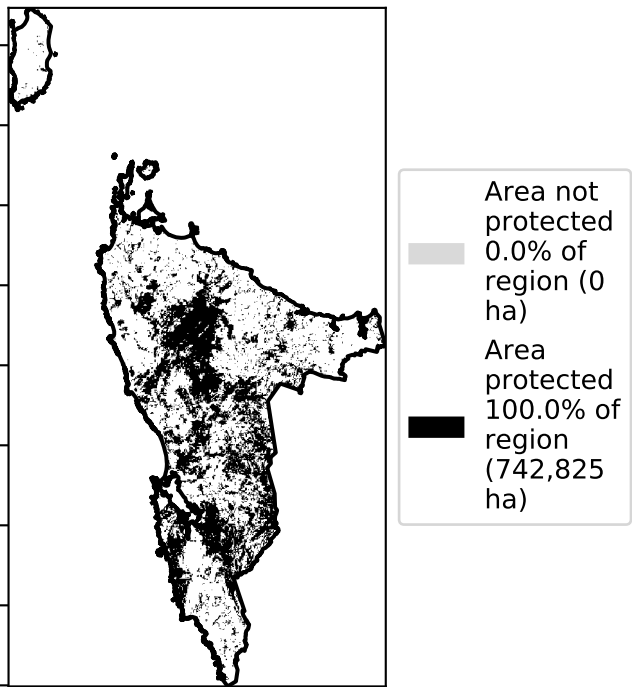 Area not
protected
0.0% of
region (0
ha)
Area
protected
100.0% of
region
(742,825
ha)